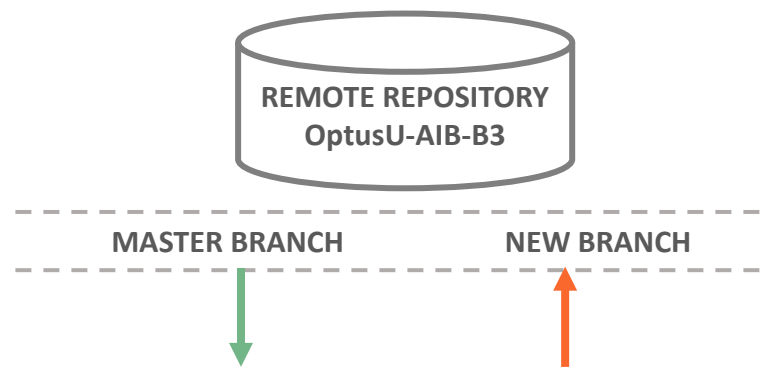 REMOTE REPOSITORY
OptusU-AIB-B3
MASTER BRANCH
NEW BRANCH